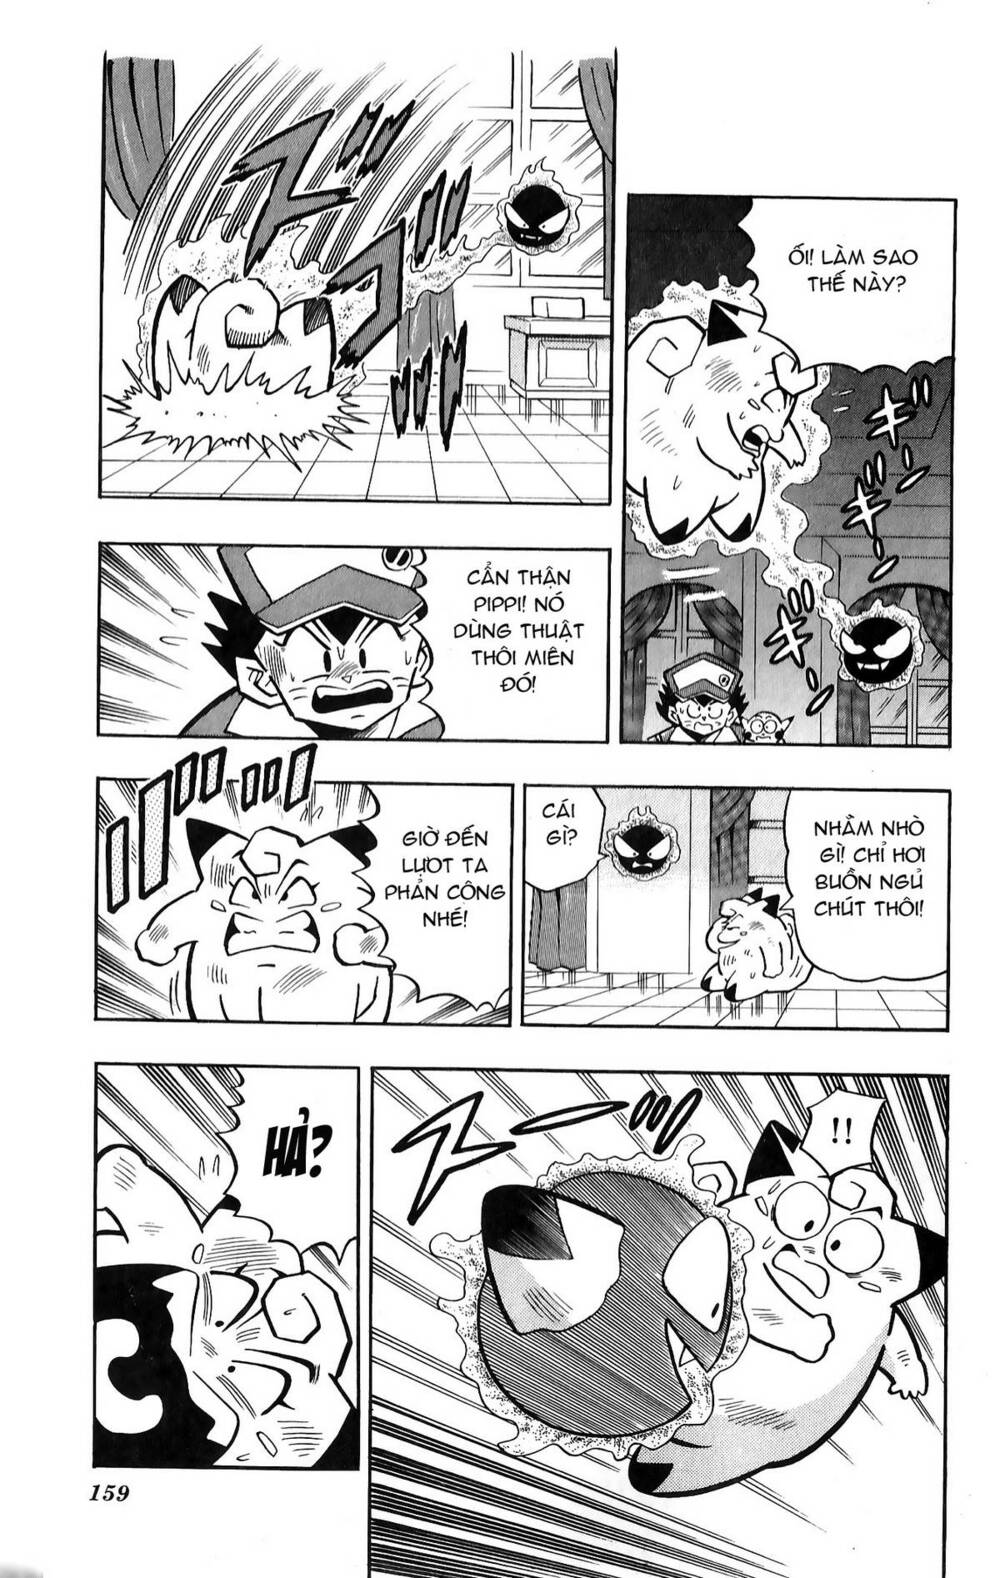 ỐI! LÀM SAO
THẾ NÀY?
CẨN THẬN
PIPPI! NÓ
DÙNG THUẬT
THÔI MIÊN
ĐÓ!
NHẰM NHÒ
GÌ! CHỈ HƠI
BUỒN NGỦ
CHÚT THÔI!
CÁI
GÌ?
GIỜ ĐẾN
LƯỢT TA
PHẢN CÔNG
NHÉ!
!!
HẢ?
159